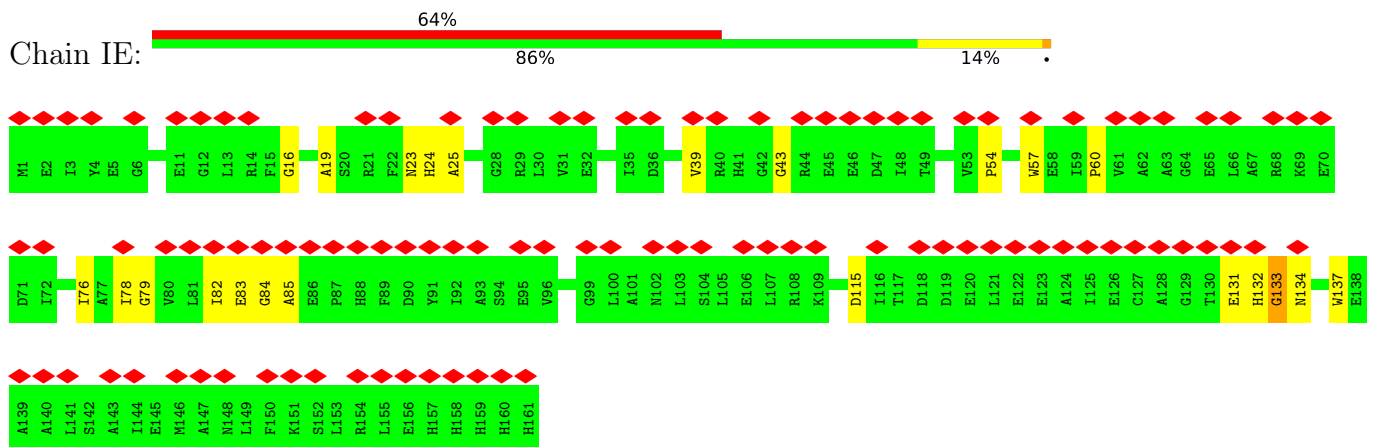 64%
Chain IE:
86% 14% •
M1 E2 I3 Y4 E5 G6 E11 G12 L13 R14 F15 G16 A19 S20 R21 F22 N23 H24 A25 G28 R29 L30 V31 E32 I35 D36 V39 R40 H41 G42 G43 R44 E45 E46 D47 I48 T49 V53 P54 W57 E58 I59 P60 V61 A62 A63 G64 E65 L66 A67 R68 K69 E70
D71 I72 I76 A77 I78 G79 V80 L81 I82 E83 G84 A85 E86 P87 H88 F89 D90 Y91 I92 A93 S94 E95 V96 G99 L100 A101 N102 L103 S104 L105 E106 L107 R108 K109 D115 I116 T117 D118 D119 E120 L121 E122 E123 A124 I125 E126 C127 A128 G129 T130 E131 H132 G133 N134 W137 E138
A139 A140 L141 S142 A143 I144 E145 M146 A147 N148 L149 F150 K151 S152 L153 R154 L155 E156 H157 H158 H159 H160 H161